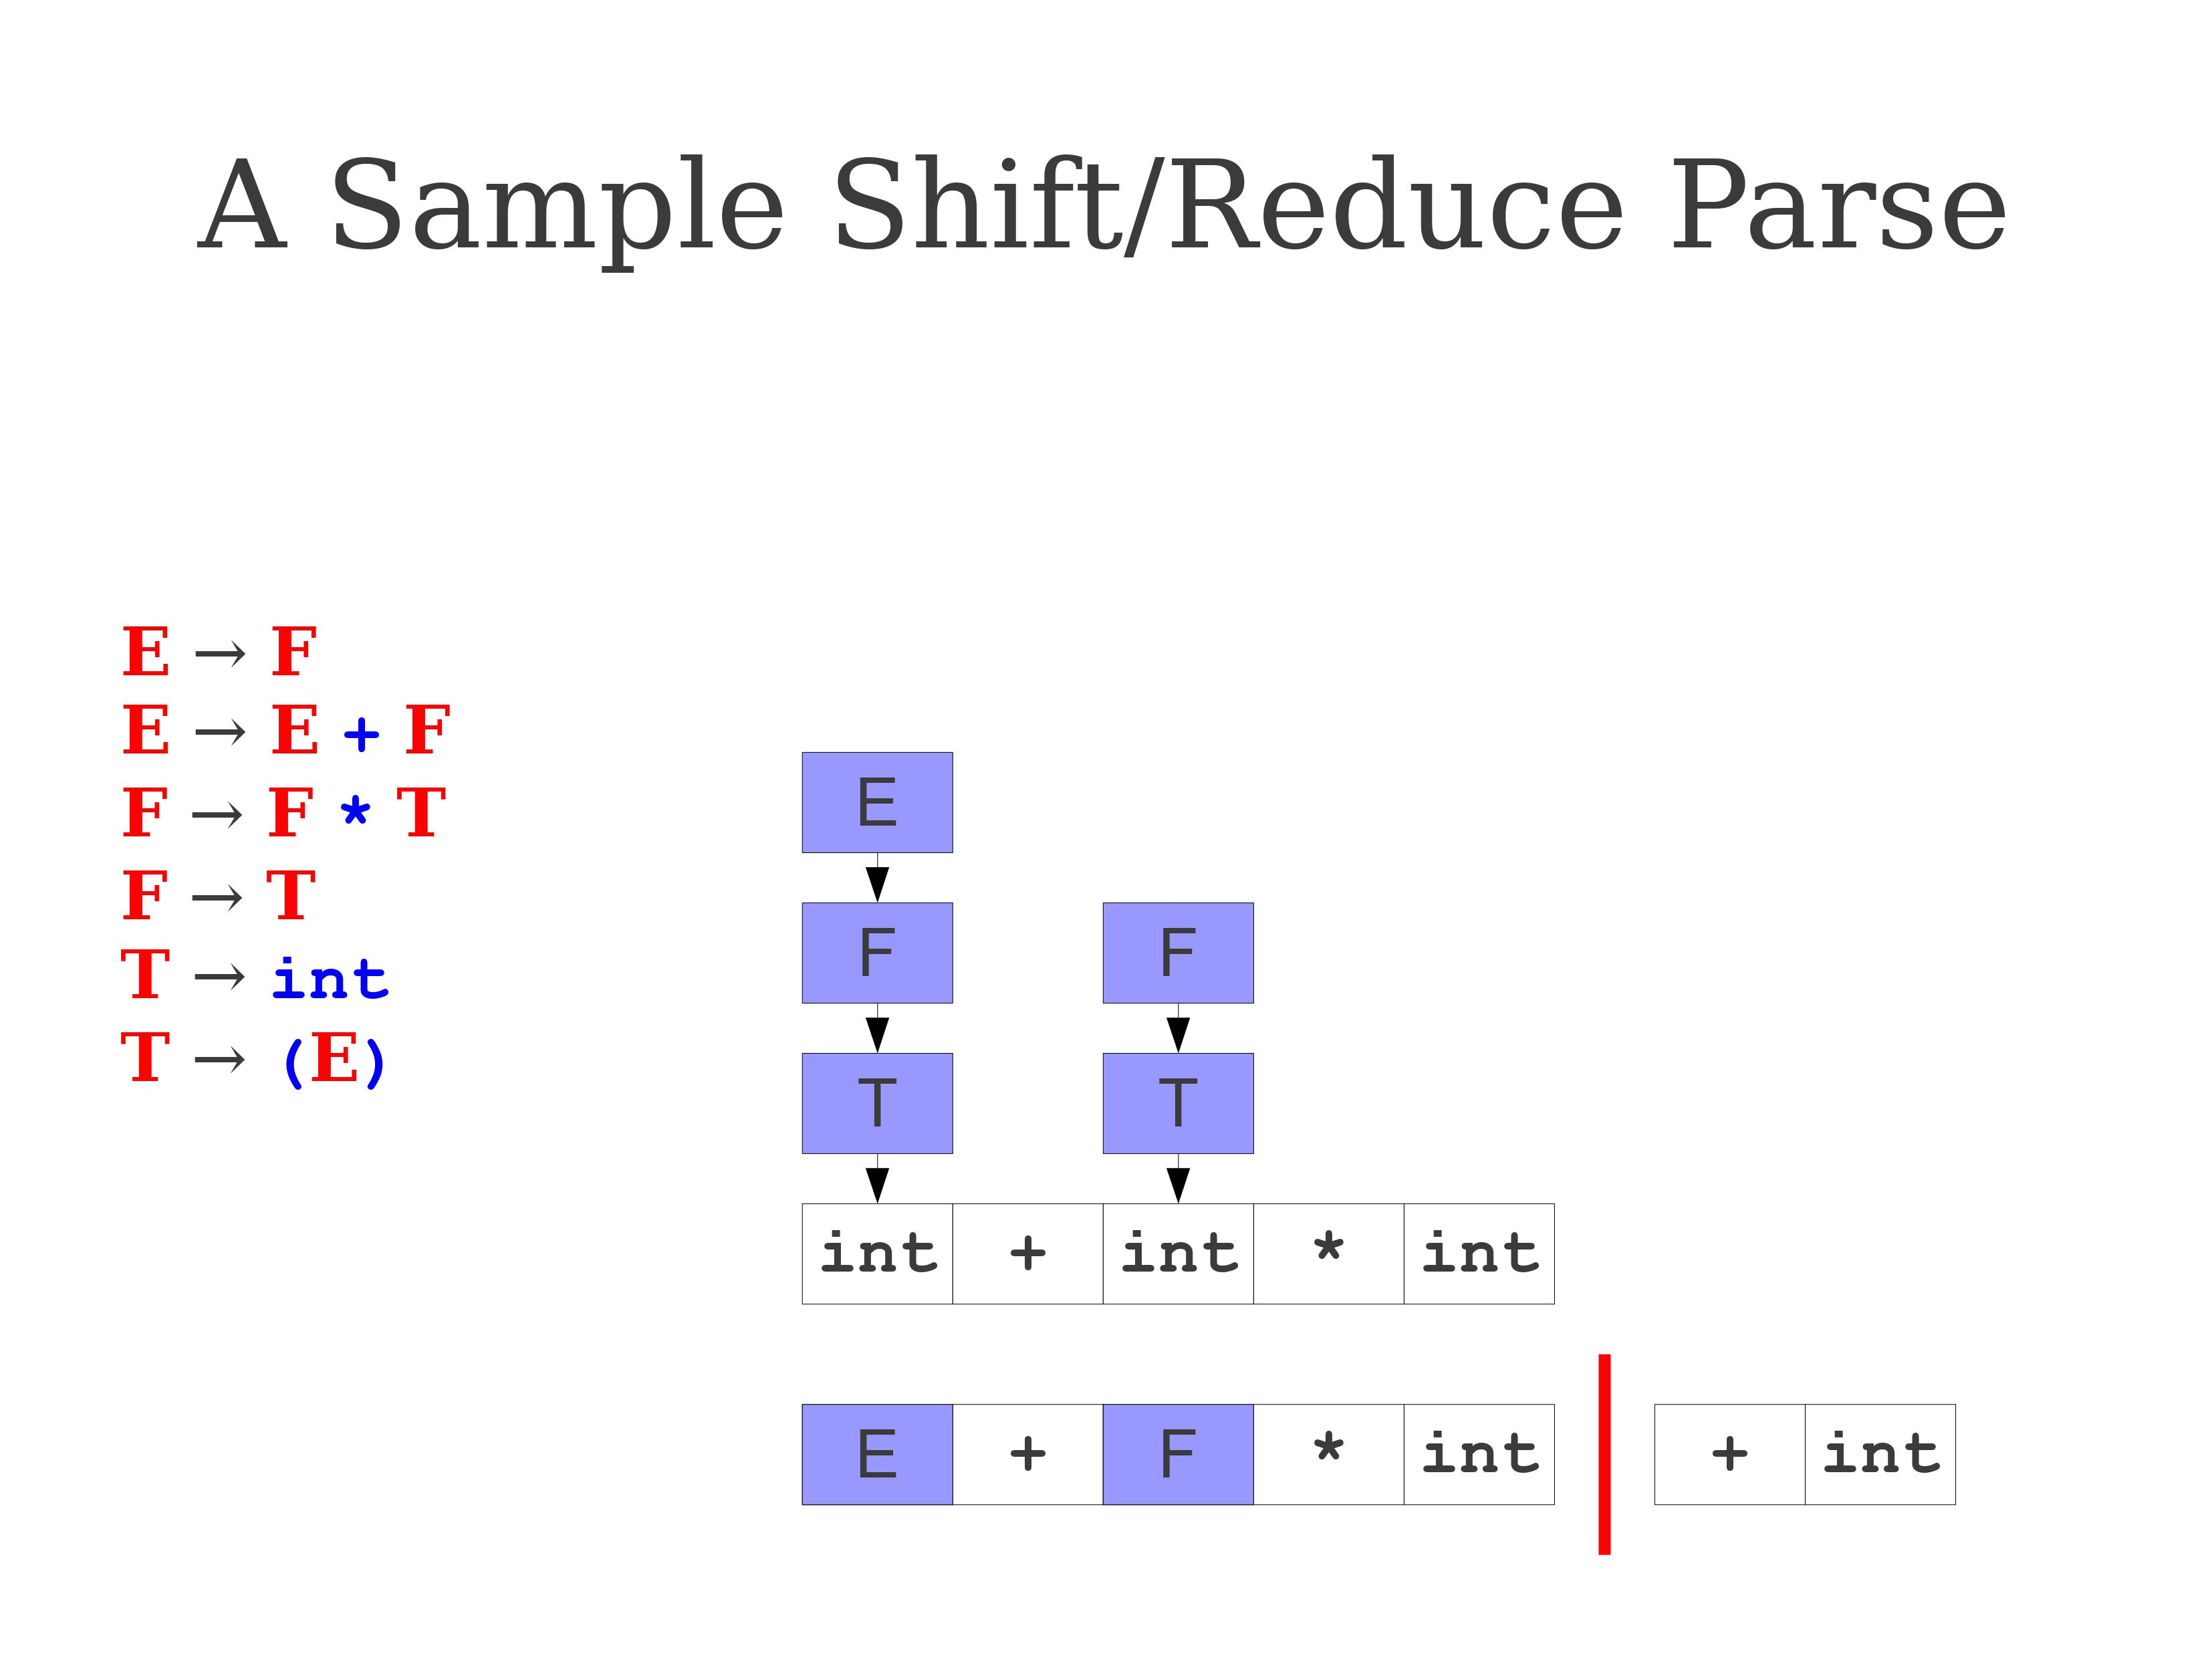 A Sample Shift/Reduce Parse
E → F
E → E + F
F → F * T
F → T
T → int
T → (E)
E
F F
T T
int + int * int
E + F * int + int